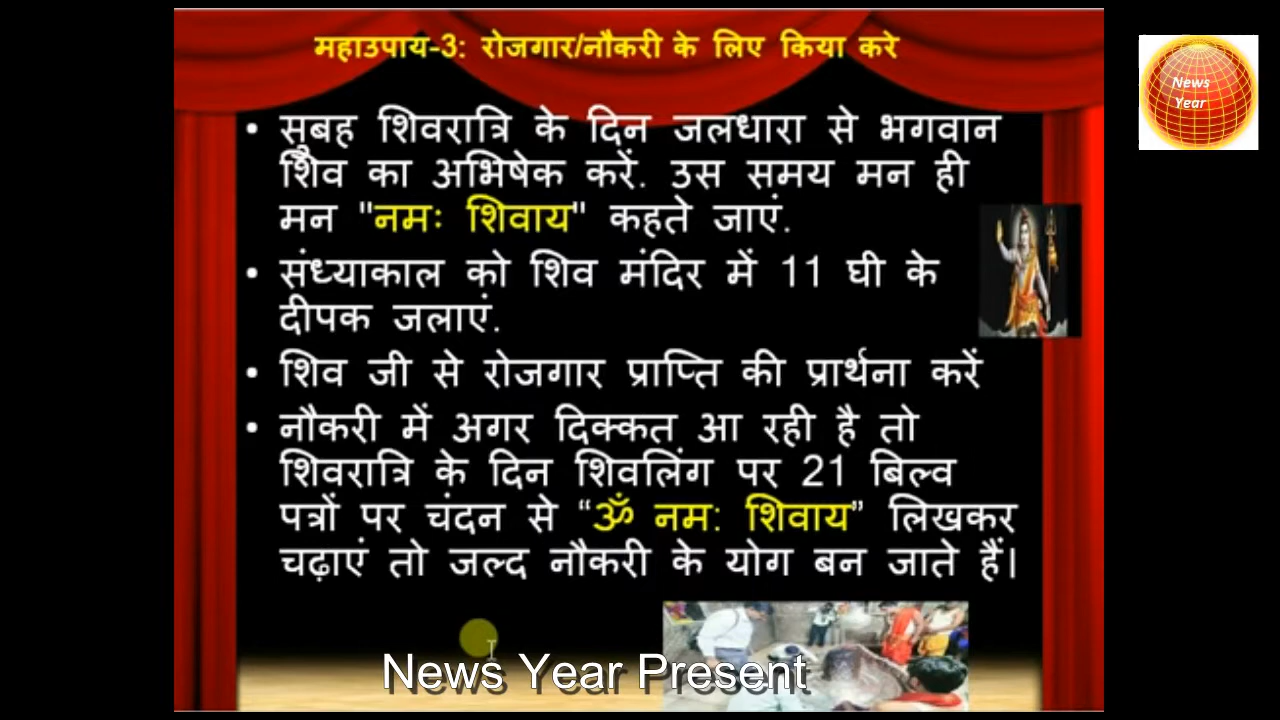 महाउपाय-3: रोजगार/नौकरी के लिए किया करे
• सुबह शिवरात्रि के दिन जलधारा से भगवान
शिव का अभिषेक करें. उस समय मन ही
मन "नमः शिवाय" कहते जाएं.
• संध्याकाल को शिव मंदिर में 11 घी के
दीपक जलाएं.
• शिव जी से रोजगार प्राप्ति की प्रार्थना करें
• नौकरी में अगर दिक्कत आ रही है तो
शिवरात्रि के दिन शिवलिंग पर 21 बिल्व
पत्रों पर चंदन से “ॐ नम: शिवाय” लिखकर
चढ़ाएं तो जल्द नौकरी के योग बन जाते हैं।
News Year Present
News
Year